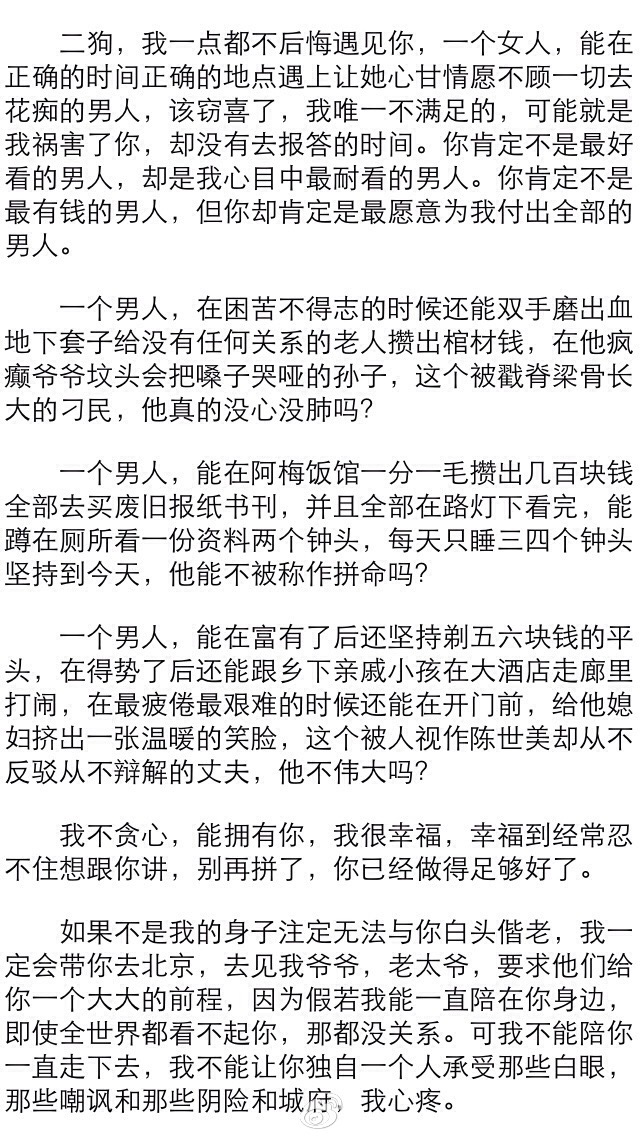 二狗，我一点都不后悔遇见你，一个女人，能在
正确的时间正确的地点遇上让她心甘情愿不顾一切去
花痴的男人，该窃喜了，我唯一不满足的，可能就是
我祸害了你，却没有去报答的时间。你肯定不是最好
看的男人，却是我心目中最耐看的男人。你肯定不是
最有钱的男人，但你却肯定是最愿意为我付出全部的
男人。
一个男人，在困苦不得志的时候还能双手磨出血
地下套子给没有任何关系的老人攒出棺材钱，在他疯
癫爷爷坟头会把嗓子哭哑的孙子，这个被戳脊梁骨长
大的刁民，他真的没心没肺吗？
一个男人，能在阿梅饭馆一分一毛攒出几百块钱
全部去买废旧报纸书刊，并且全部在路灯下看完，能
蹲在厕所看一份资料两个钟头，每天只睡三四个钟头
坚持到今天，他能不被称作拼命吗？
一个男人，能在富有了后还坚持剃五六块钱的平
头，在得势了后还能跟乡下亲戚小孩在大酒店走廊里
打闹，在最疲倦最艰难的时候还能在开门前，给他媳
妇挤出一张温暖的笑脸，这个被人视作陈世美却从不
反驳从不辩解的丈夫，他不伟大吗？
我不贪心，能拥有你，我很幸福，幸福到经常忍
不住想跟你讲，别再拼了，你已经做得足够好了。
如果不是我的身子注定无法与你白头偕老，我一
定会带你去北京，去见我爷爷，老太爷，要求他们给
你一个大大的前程，因为假若我能一直陪在你身边，
即使全世界都看不起你，那都没关系。可我不能陪你
一直走下去，我不能让你独自一个人承受那些白眼，
那些嘲讽和那些阴险和城府，我心疼。